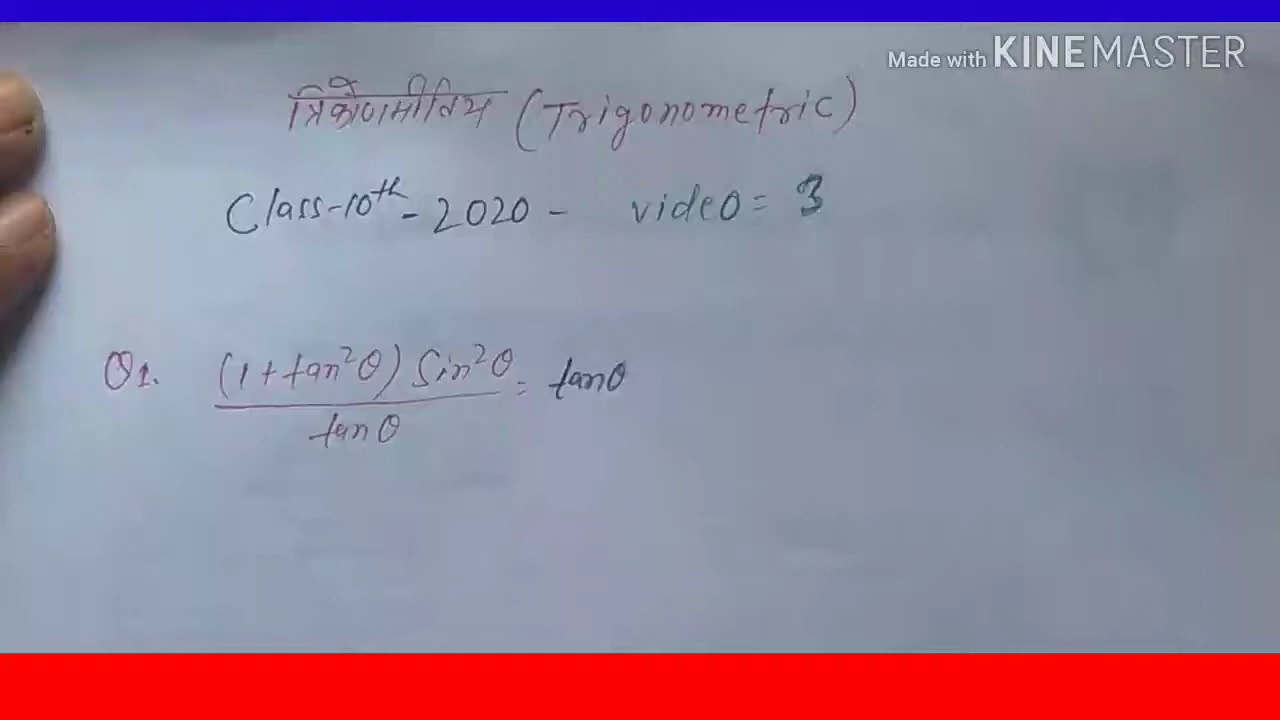 Made with KINEMASTER
त्रिकोणमीतिय (Trigonometric)
Class-10th - 2020 - video = 3
Q1. (1 + tan²θ) Sin²θ = tanθ
tanθ